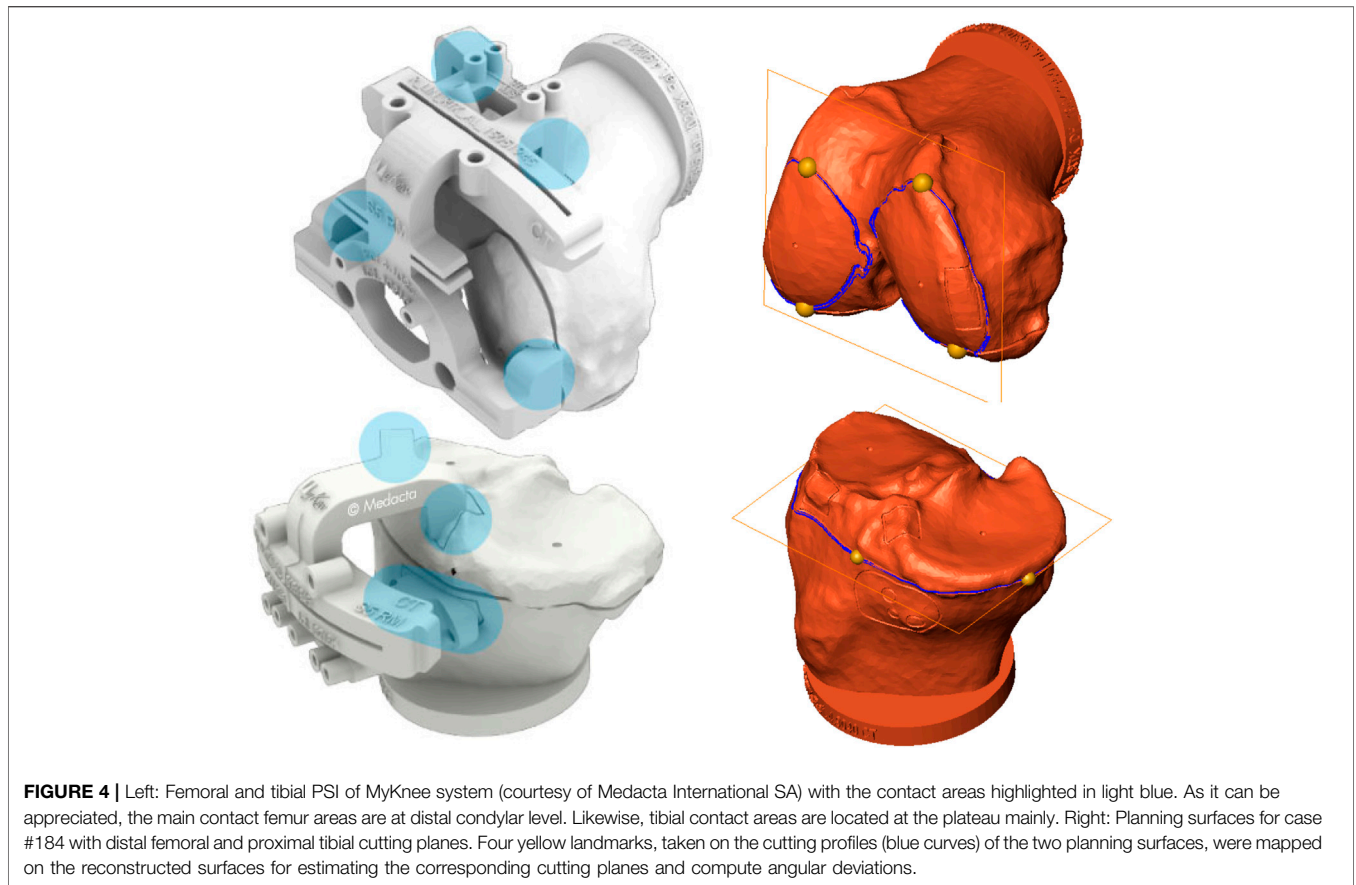 MyKnee
CT
© Medacta
CT
FIGURE 4 | Left: Femoral and tibial PSI of MyKnee system (courtesy of Medacta International SA) with the contact areas highlighted in light blue. As it can be
appreciated, the main contact femur areas are at distal condylar level. Likewise, tibial contact areas are located at the plateau mainly. Right: Planning surfaces for case
#184 with distal femoral and proximal tibial cutting planes. Four yellow landmarks, taken on the cutting profiles (blue curves) of the two planning surfaces, were mapped
on the reconstructed surfaces for estimating the corresponding cutting planes and compute angular deviations.